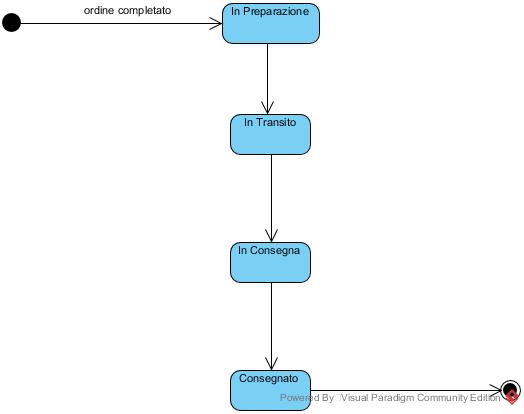 ordine completato
In Preparazione
In Transito
In Consegna
Consegnato
Powered By Visual Paradigm Community Edition